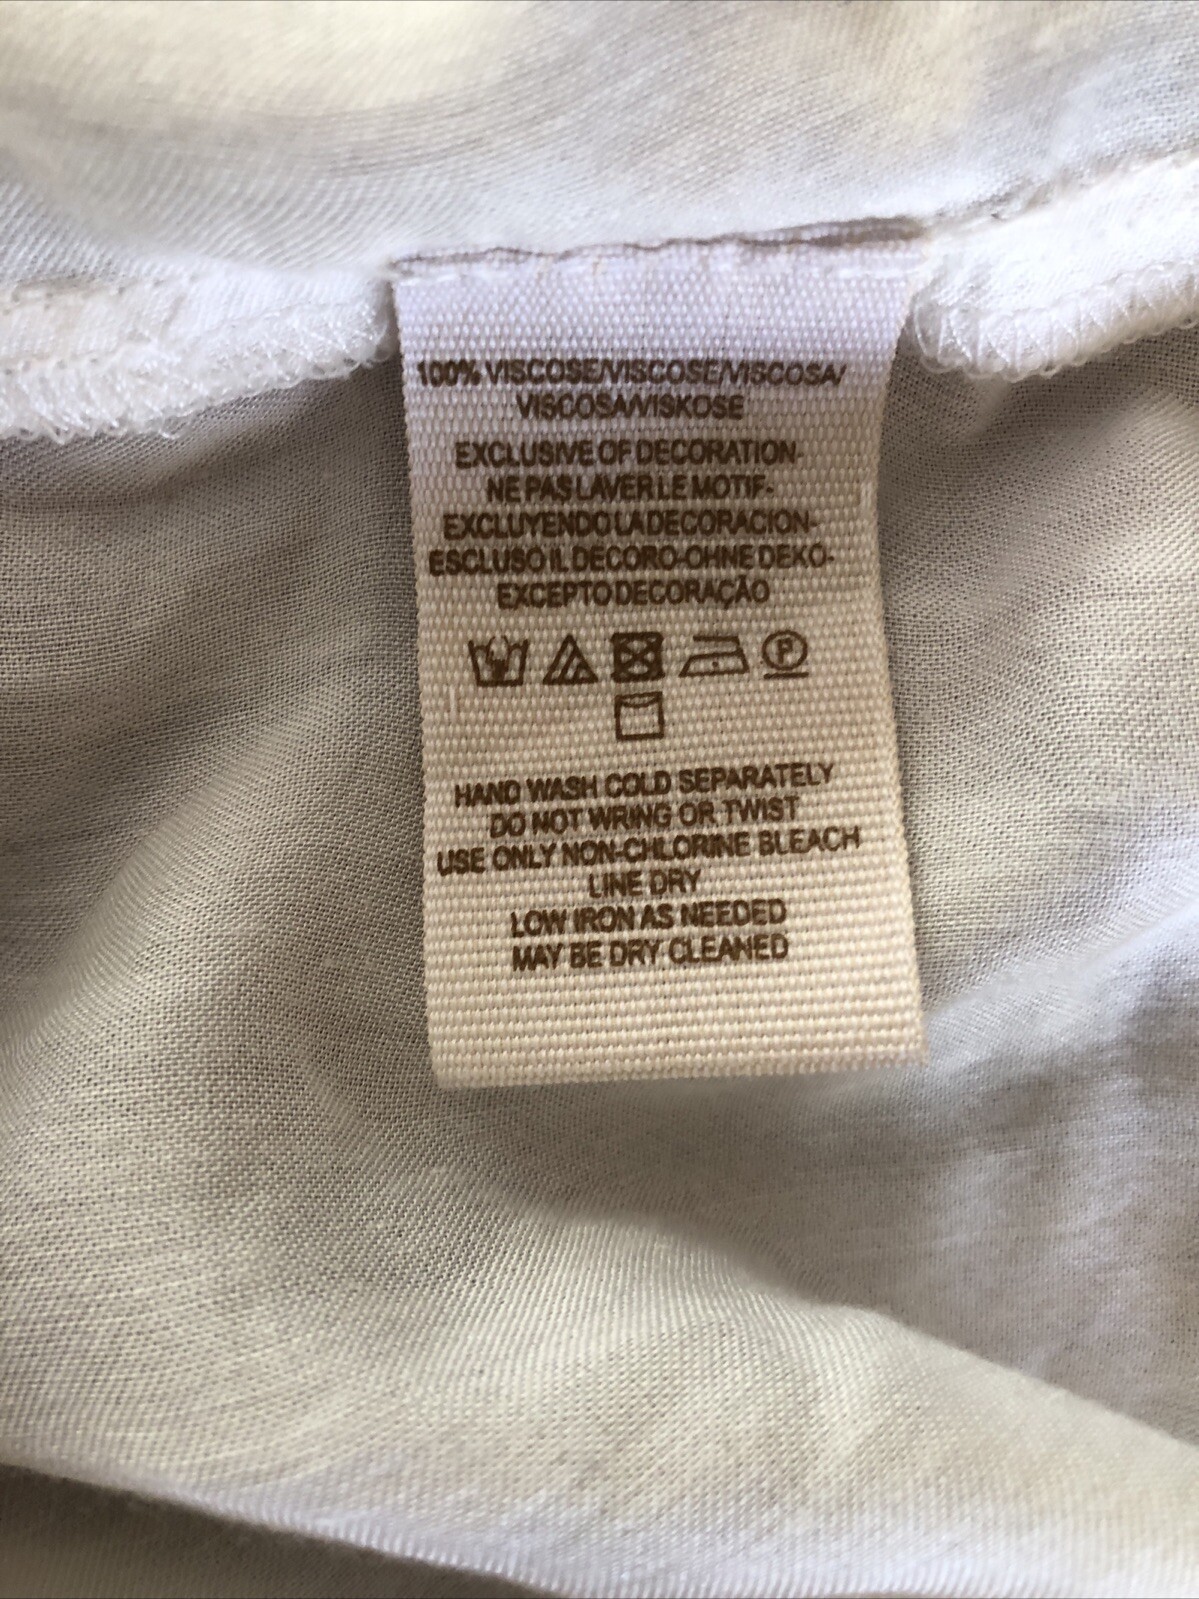 100% VISCOSE/VISCOSE/VISCOSA/
VISCOSA/VISKOSE
EXCLUSIVE OF DECORATION-
NE PAS LAVER LE MOTIF-
EXCLUYENDO LA DECORACION-
ESCLUSO IL DECORO-OHNE DEKO-
EXCEPTO DECORAÇÃO
P
HAND WASH COLD SEPARATELY
DO NOT WRING OR TWIST
USE ONLY NON-CHLORINE BLEACH
LINE DRY
LOW IRON AS NEEDED
MAY BE DRY CLEANED